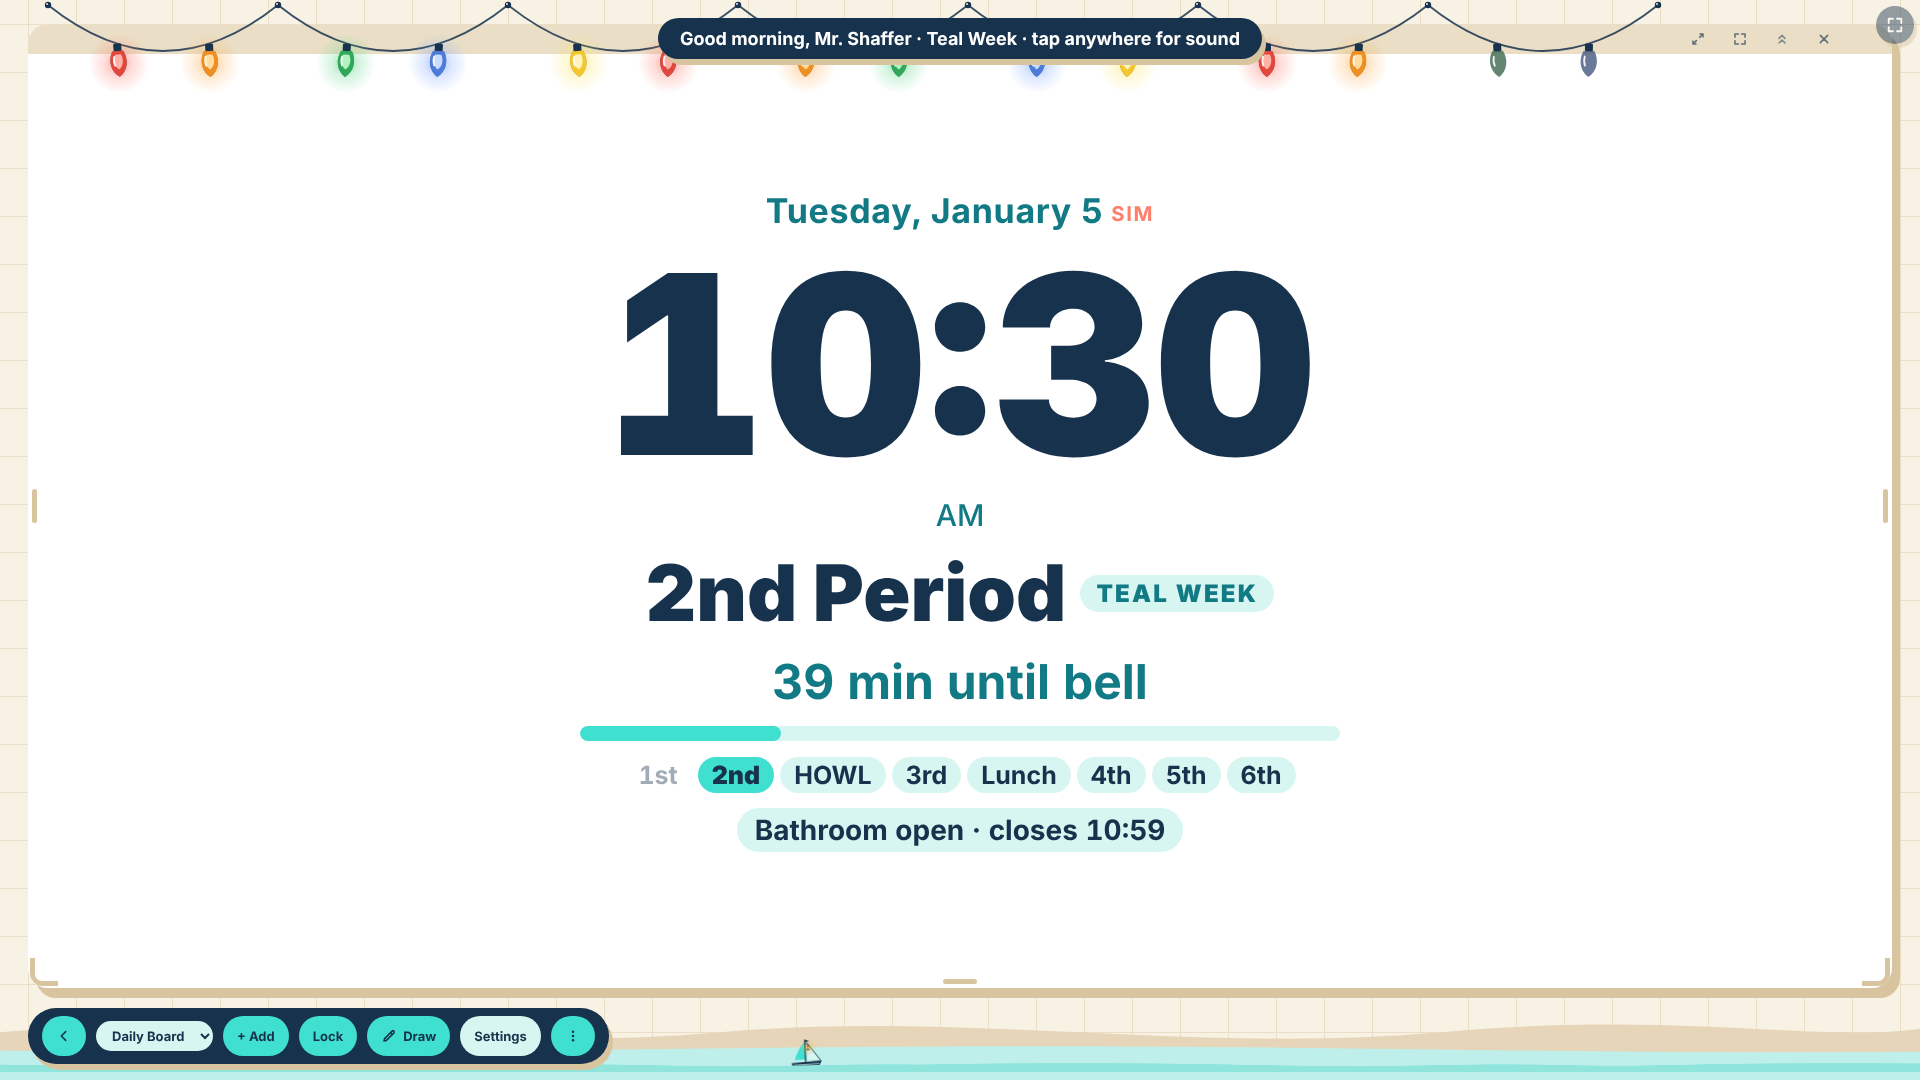 Good morning, Mr. Shaffer · Teal Week · tap anywhere for sound
Tuesday, January 5 SIM
10:30
AM
2nd Period TEAL WEEK
39 min until bell
1st 2nd HOWL 3rd Lunch 4th 5th 6th
Bathroom open · closes 10:59
Daily Board + Add Lock Draw Settings